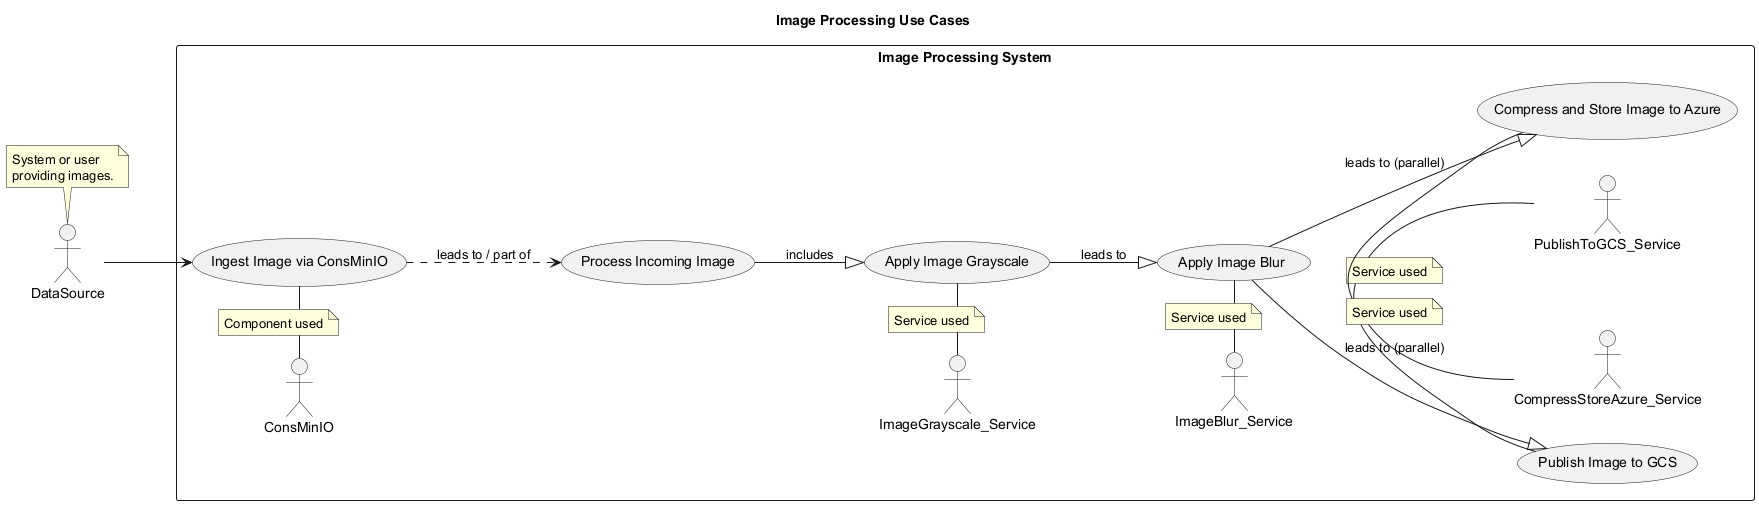 Image Processing Use Cases
Image Processing System
System or user
providing images.
DataSource
Ingest Image via ConsMinIO
Component used
ConsMinIO
leads to / part of
Process Incoming Image
includes
Apply Image Grayscale
Service used
ImageGrayscale_Service
leads to
Apply Image Blur
Service used
ImageBlur_Service
leads to (parallel)
Compress and Store Image to Azure
PublishToGCS_Service
Service used
Service used
leads to (parallel)
CompressStoreAzure_Service
Publish Image to GCS